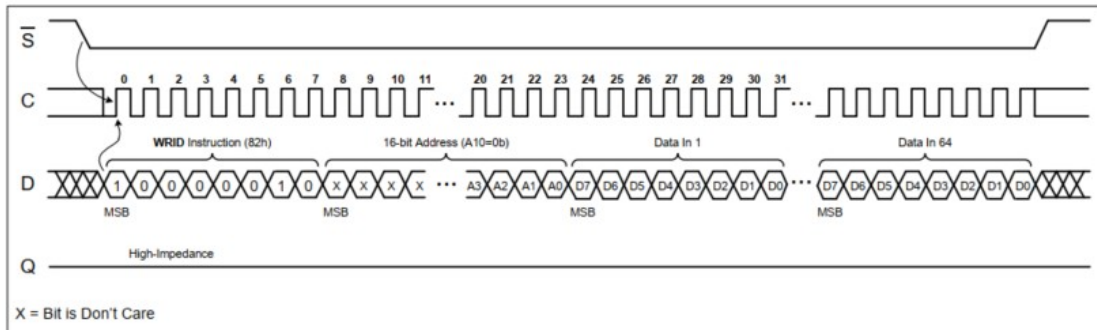 S
0 1 2 3 4 5 6 7 8 9 10 11 20 21 22 23 24 25 26 27 28 29 30 31
C ... ...
WRID Instruction (82h) 16-bit Address (A10=0b) Data In 1 Data In 64
D 1 0 0 0 0 0 1 0 X X X X ... A3 A2 A1 A0 D7 D6 D5 D4 D3 D2 D1 D0 ... D7 D6 D5 D4 D3 D2 D1 D0
MSB MSB MSB MSB
High-Impedance
Q
X = Bit is Don't Care